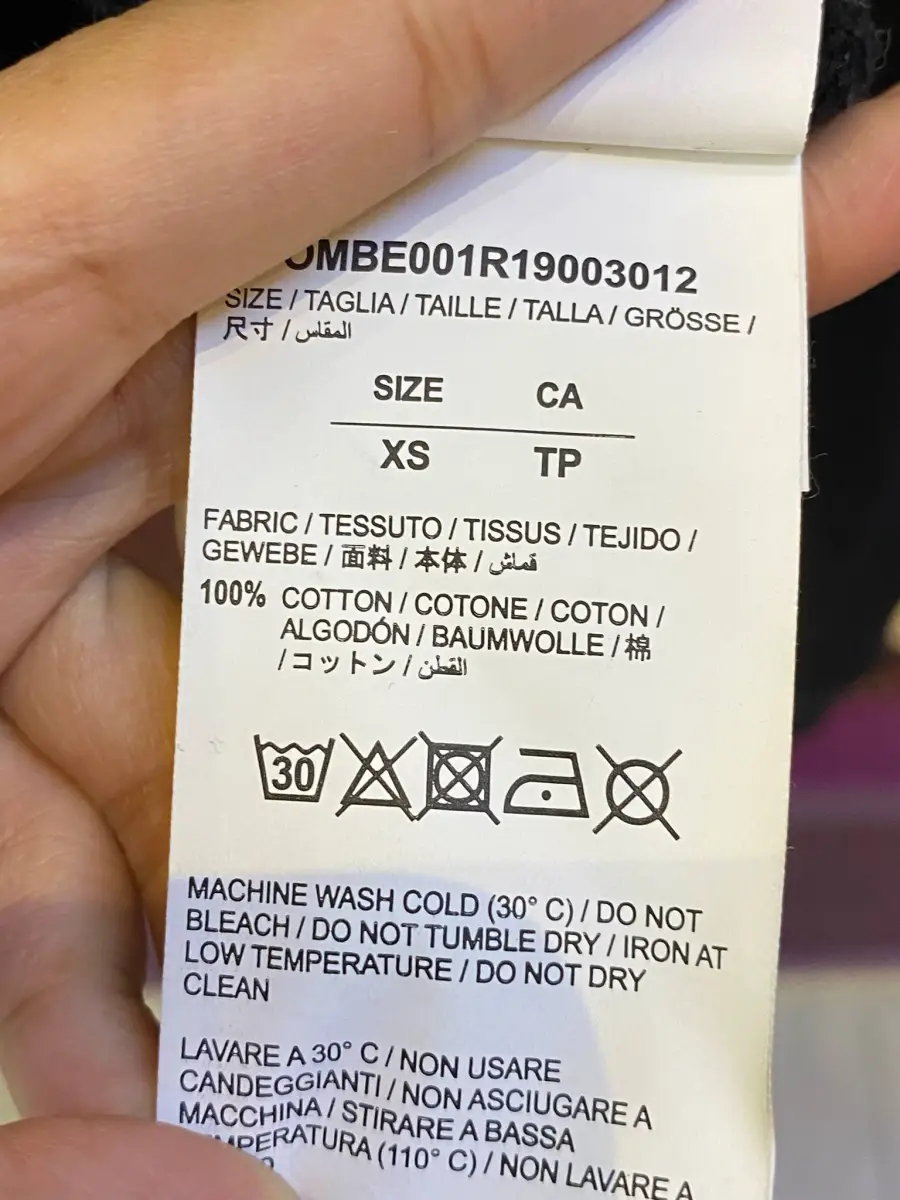 OMBE001R19003012
SIZE / TAGLIA / TAILLE / TALLA / GRÖSSE /
尺寸 / المقاس
SIZE CA
XS TP
FABRIC / TESSUTO / TISSUS / TEJIDO /
GEWEBE / 面料 / 本体 / قماش
100% COTTON / COTONE / COTON /
ALGODÓN / BAUMWOLLE / 棉
/ コットン / القطن
30
MACHINE WASH COLD (30° C) / DO NOT
BLEACH / DO NOT TUMBLE DRY / IRON AT
LOW TEMPERATURE / DO NOT DRY
CLEAN
LAVARE A 30° C / NON USARE
CANDEGGIANTI / NON ASCIUGARE A
MACCHINA / STIRARE A BASSA
MPERATURA (110° C) / NON LAVARE A